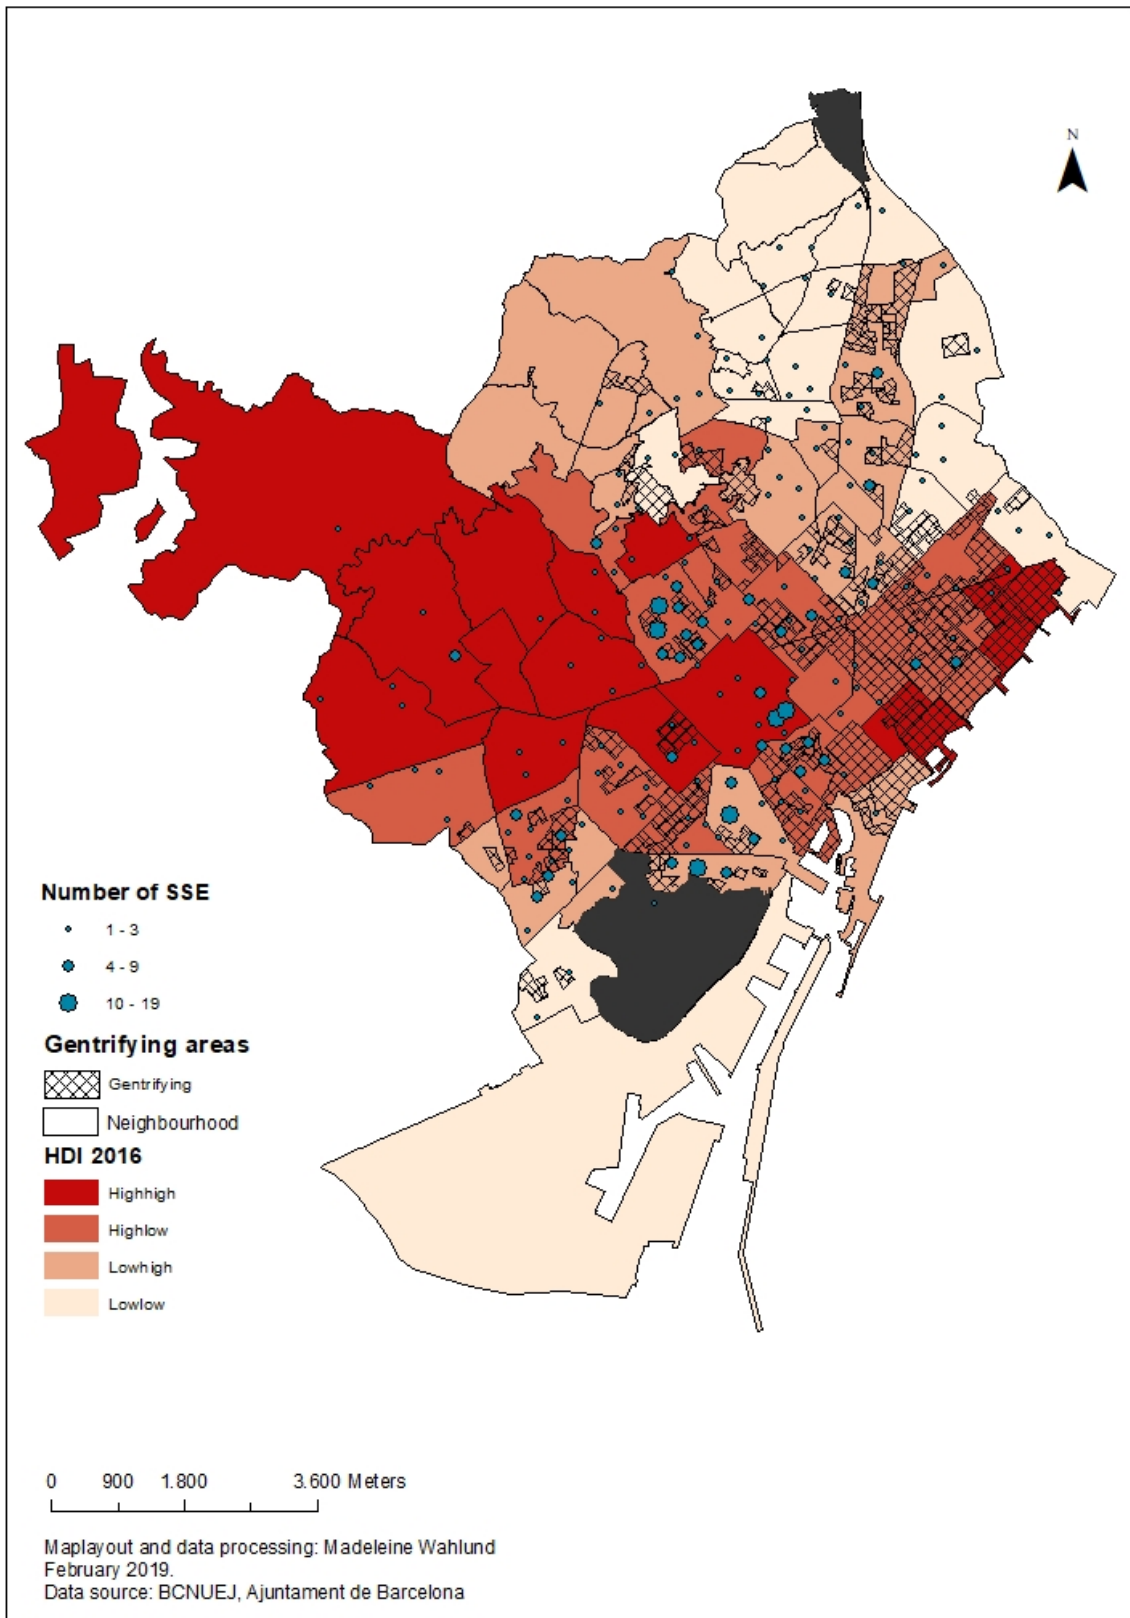 N
Number of SSE
1 - 3
4 - 9
10 - 19
Gentrifying areas
Gentrifying
Neighbourhood
HDI 2016
Highhigh
Highlow
Lowhigh
Lowlow
0 900 1.800 3.600 Meters
Maplayout and data processing: Madeleine Wahlund
February 2019.
Data source: BCNUEJ, Ajuntament de Barcelona